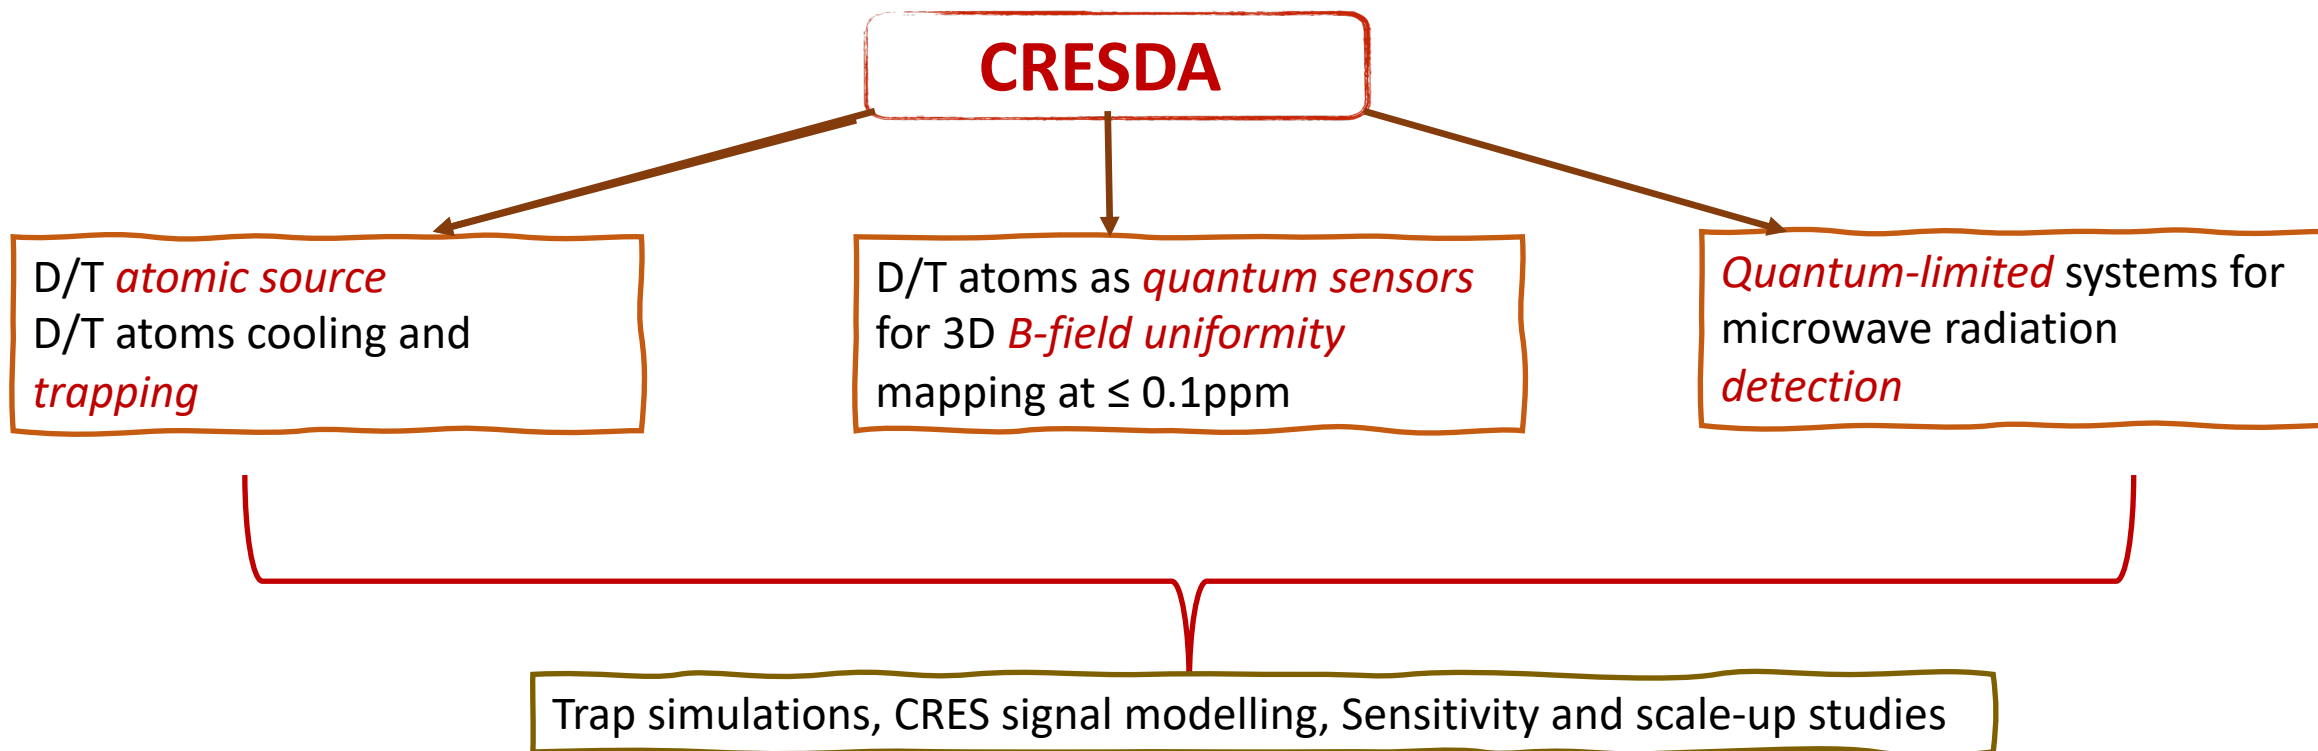 CRESDA
D/T atomic source
D/T atoms cooling and
trapping
D/T atoms as quantum sensors
for 3D B-field uniformity
mapping at ≤ 0.1ppm
Quantum-limited systems for
microwave radiation
detection
Trap simulations, CRES signal modelling, Sensitivity and scale-up studies